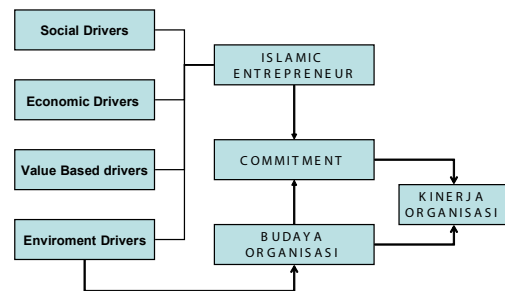 Social Drivers
Economic Drivers
Value Based drivers
Enviroment Drivers
ISLAMIC
ENTREPRENEUR
COMMITMENT
BUDAYA
ORGANISASI
KINERJA
ORGANISASI